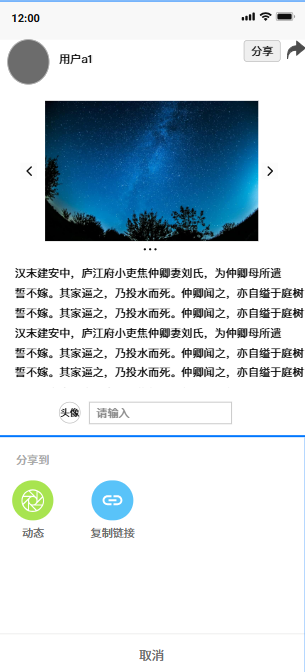 12:00
用户a1
分享
汉末建安中，庐江府小吏焦仲卿妻刘氏，为仲卿母所遣
誓不嫁。其家逼之，乃投水而死。仲卿闻之，亦自缢于庭树
誓不嫁。其家逼之，乃投水而死。仲卿闻之，亦自缢于庭树
汉末建安中，庐江府小吏焦仲卿妻刘氏，为仲卿母所遣
誓不嫁。其家逼之，乃投水而死。仲卿闻之，亦自缢于庭树
誓不嫁。其家逼之，乃投水而死。仲卿闻之，亦自缢于庭树
头像
请输入
分享到
动态
复制链接
取消